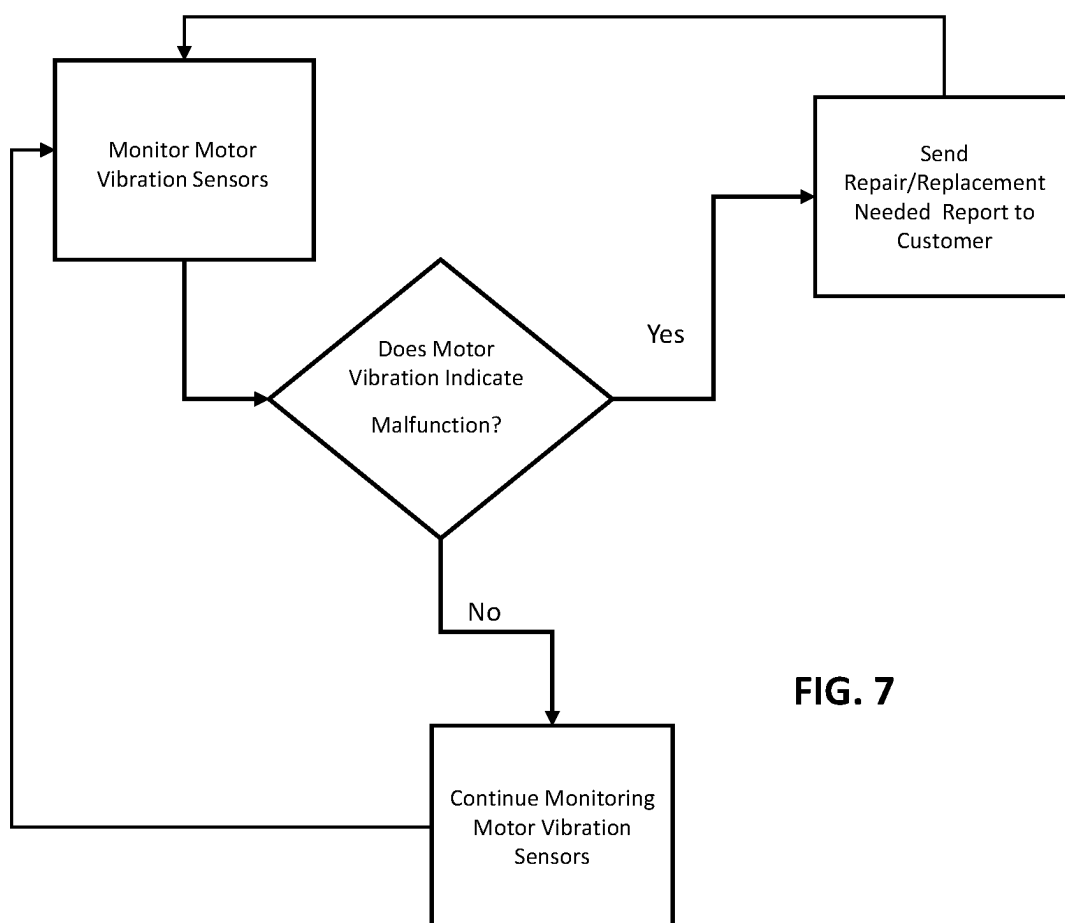 Monitor Motor
Vibration Sensors
Send
Repair/Replacement
Needed  Report to
Customer
Does Motor
Vibration Indicate
Malfunction?
Yes
No
FIG. 7
Continue Monitoring
Motor Vibration
Sensors